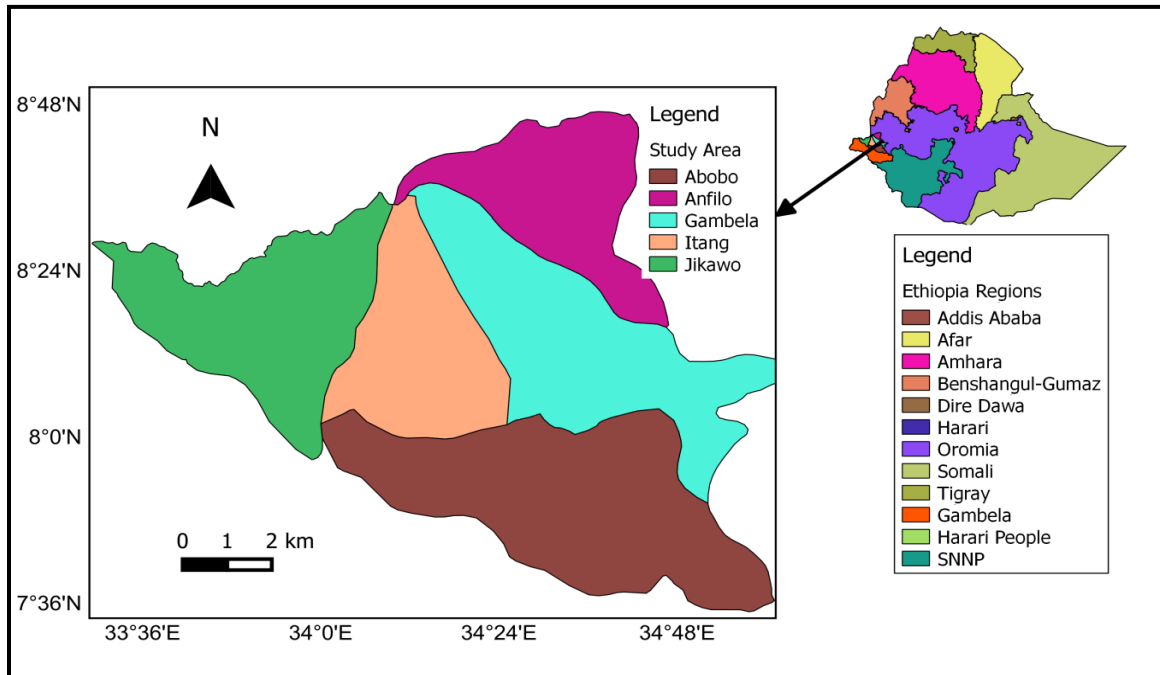 8°48'N
8°24'N
8°0'N
7°36'N
33°36'E 34°0'E 34°24'E 34°48'E
N
0 1 2 km
Legend
Study Area
Abobo
Anfilo
Gambela
Itang
Jikawo
Legend
Ethiopia Regions
Addis Ababa
Afar
Amhara
Benshangul-Gumaz
Dire Dawa
Harari
Oromia
Somali
Tigray
Gambela
Harari People
SNNP